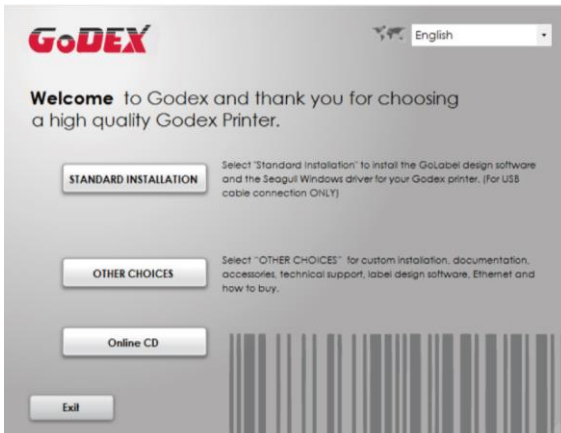 GoDEX
English
Welcome to Godex and thank you for choosing
a high quality Godex Printer.
STANDARD INSTALLATION
Select "Standard Installation" to install the GoLabel design software
and the Seagull Windows driver for your Godex printer. (For USB
cable connection ONLY)
OTHER CHOICES
Select "OTHER CHOICES" for custom installation, documentation,
accessories, technical support, label design software, Ethernet and
how to buy.
Online CD
Exit